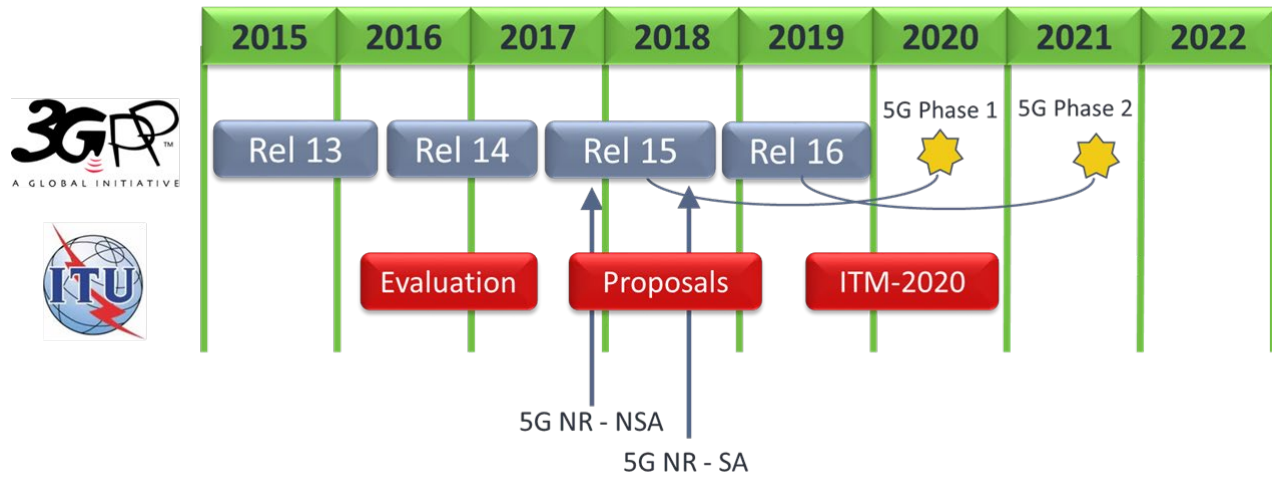 2015 2016 2017 2018 2019 2020 2021 2022
3GPP™
A GLOBAL INITIATIVE
Rel 13 Rel 14 Rel 15 Rel 16
5G Phase 1 5G Phase 2
ITU
Evaluation Proposals ITM-2020
5G NR - NSA
5G NR - SA